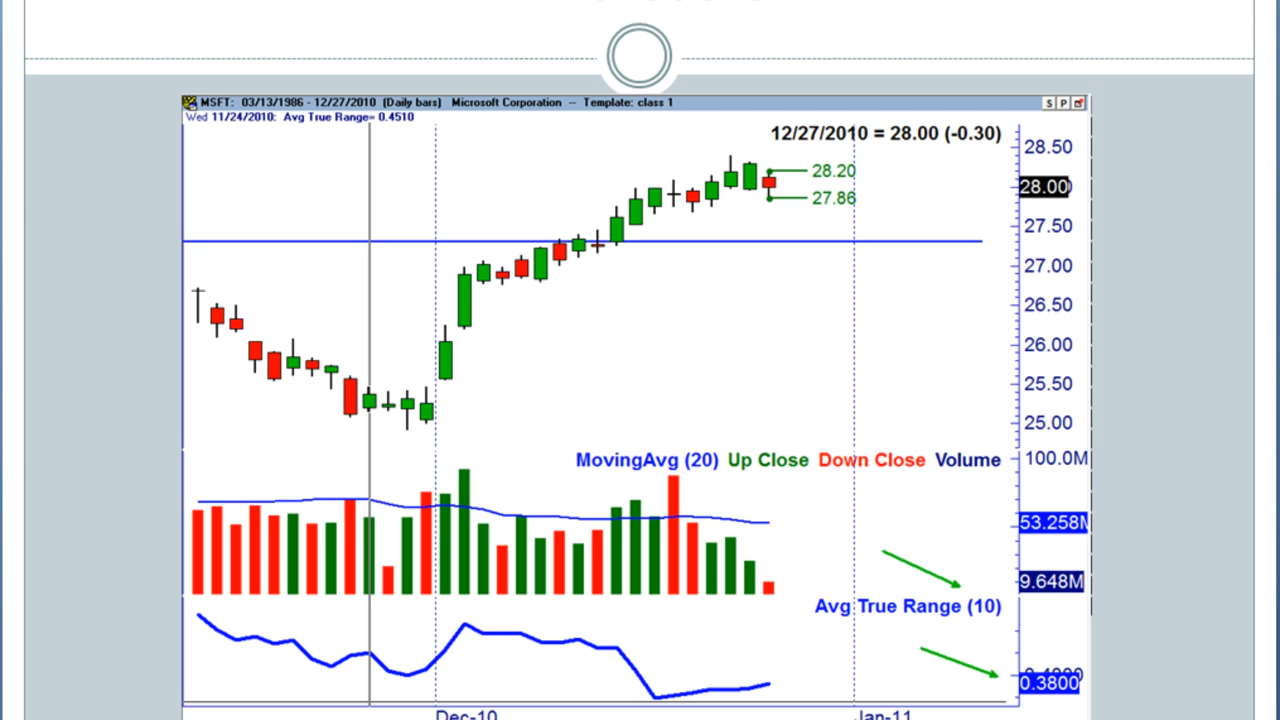 MSFT: 03/13/1986 - 12/27/2010 (Daily bars) Microsoft Corporation -- Template: class 1
S P
Wed 11/24/2010: Avg True Range= 0.4510
12/27/2010 = 28.00 (-0.30)
28.50
28.20
28.00
27.86
27.50
27.00
26.50
26.00
25.50
25.00
MovingAvg (20) Up Close Down Close Volume
100.0M
53.258M
9.648M
Avg True Range (10)
0.3800
Dec-10
Jan-11